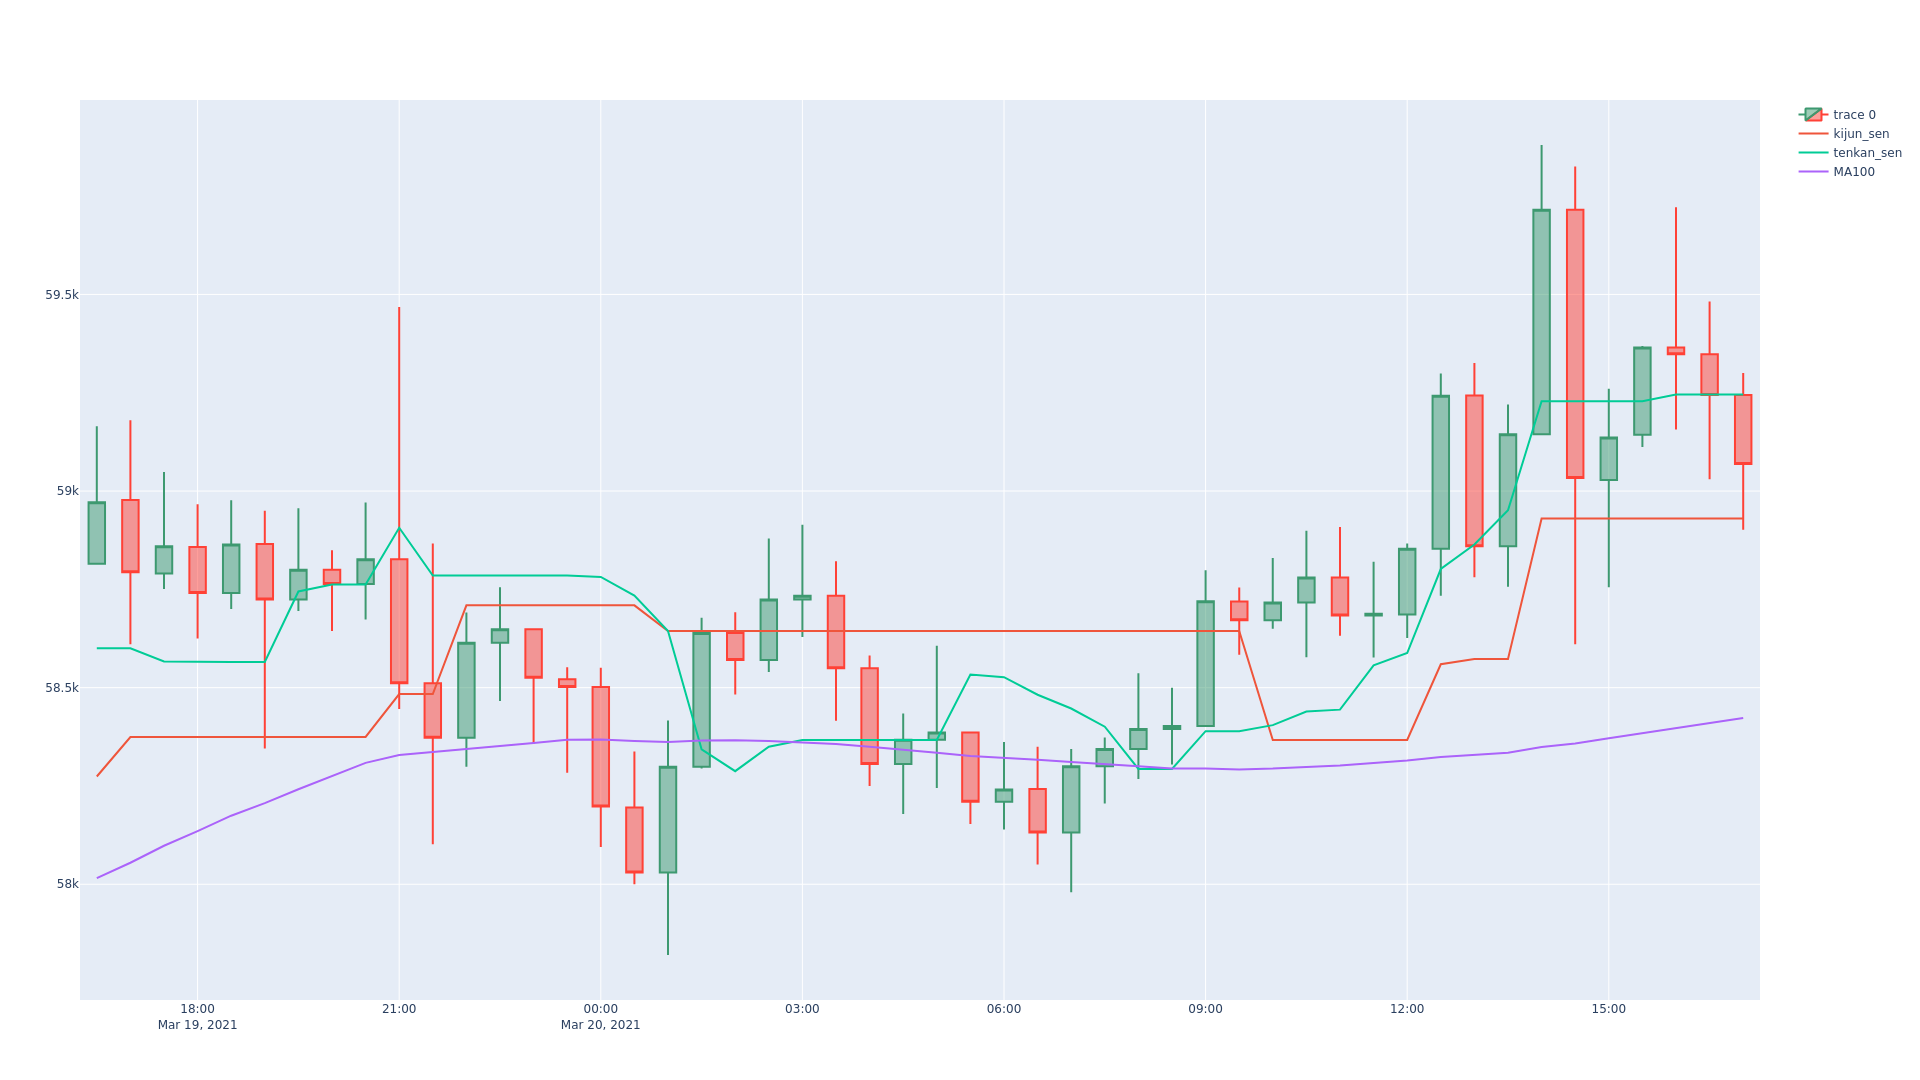 trace 0
kijun_sen
tenkan_sen
MA100
59.5k
59k
58.5k
58k
18:00 21:00 00:00 03:00 06:00 09:00 12:00 15:00
Mar 19, 2021 Mar 20, 2021